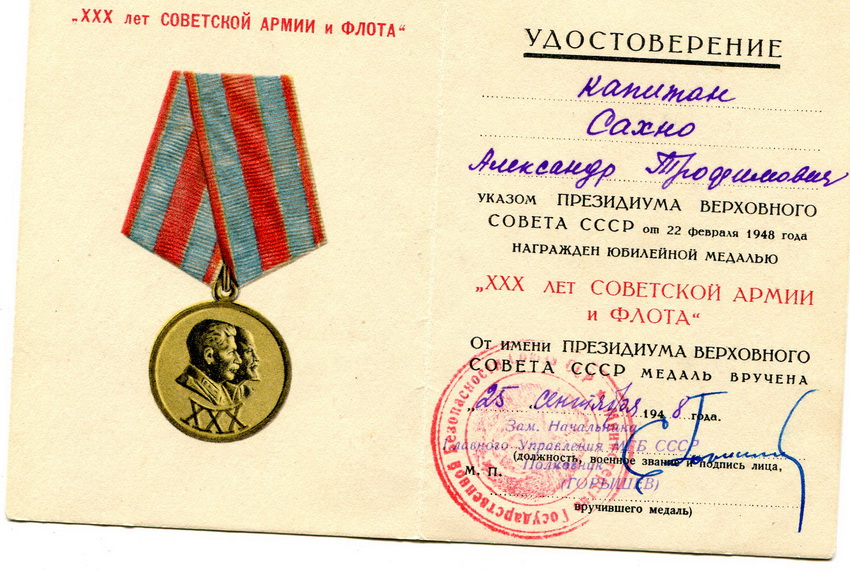 „XXX лет СОВЕТСКОЙ АРМИИ и ФЛОТА“
XXX
УДОСТОВЕРЕНИЕ
капитан
Сахно
Александр Трофимович
УКАЗОМ ПРЕЗИДИУМА ВЕРХОВНОГО
СОВЕТА СССР от 22 февраля 1948 года
НАГРАЖДЕН ЮБИЛЕЙНОЙ МЕДАЛЬЮ
„XXX ЛЕТ СОВЕТСКОЙ АРМИИ
и ФЛОТА“
От имени ПРЕЗИДИУМА ВЕРХОВНОГО
СОВЕТА СССР МЕДАЛЬ ВРУЧЕНА
„25 сентября 1948 года.
Зам. Начальника
Главного Управления МГБ СССР
(должность, военное звание и подпись лица,
Полковник
М. П.
(ГОРЫШЕВ)
вручившего медаль)
Государственной Безопасности